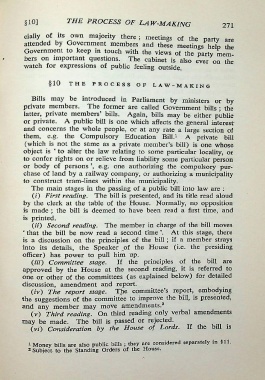 §10] THE PROCESS OF LAW-MAKING 271
cially of its own majority there ; meetings of the party are
attended by Government members and these meetings help the
Government to keep in touch with the views of the party mem-
bers on important questions. The cabinet is also ever on the
watch for expressions of public feeling outside.
§10 THE PROCESS OF LAW-MAKING
Bills may be introduced in Parliament by ministers or by
private members. The former are called Government bills ; the
latter, private members' bills. Again, bills may be either public
or private. A public bill is one which affects the general interest
and concerns the whole people, or at any rate a large section of
them, e.g. the Compulsory Education Bill.¹ A private bill
(which is not the same as a private member's bill) is one whose
object is ' to alter the law relating to some particular locality, or
to confer rights on or relieve from liability some particular person
or body of persons ', e.g. one authorizing the compulsory pur-
chase of land by a railway company, or authorizing a municipality
to construct tram-lines within the municipality.
The main stages in the passing of a public bill into law are :
(i) First reading. The bill is presented, and its title read aloud
by the clerk at the table of the House. Normally, no opposition
is made ; the bill is deemed to have been read a first time, and
is printed.
(ii) Second reading. The member in charge of the bill moves
' that the bill be now read a second time '. At this stage, there
is a discussion on the principles of the bill ; if a member strays
into its details, the Speaker of the House (i.e. the presiding
officer) has power to pull him up.
(iii) Committee stage. If the principles of the bill are
approved by the House at the second reading, it is referred to
one or other of the committees (as explained below) for detailed
discussion, amendment and report.
(iv) The report stage. The committee's report, embodying
the suggestions of the committee to improve the bill, is presented,
and any member may move amendments.²
(v) Third reading. On third reading only verbal amendments
may be made. The bill is passed or rejected.
(vi) Consideration by the House of Lords. If the bill is
¹ Money bills are also public bills ; they are considered separately in §11.
² Subject to the Standing Orders of the House.